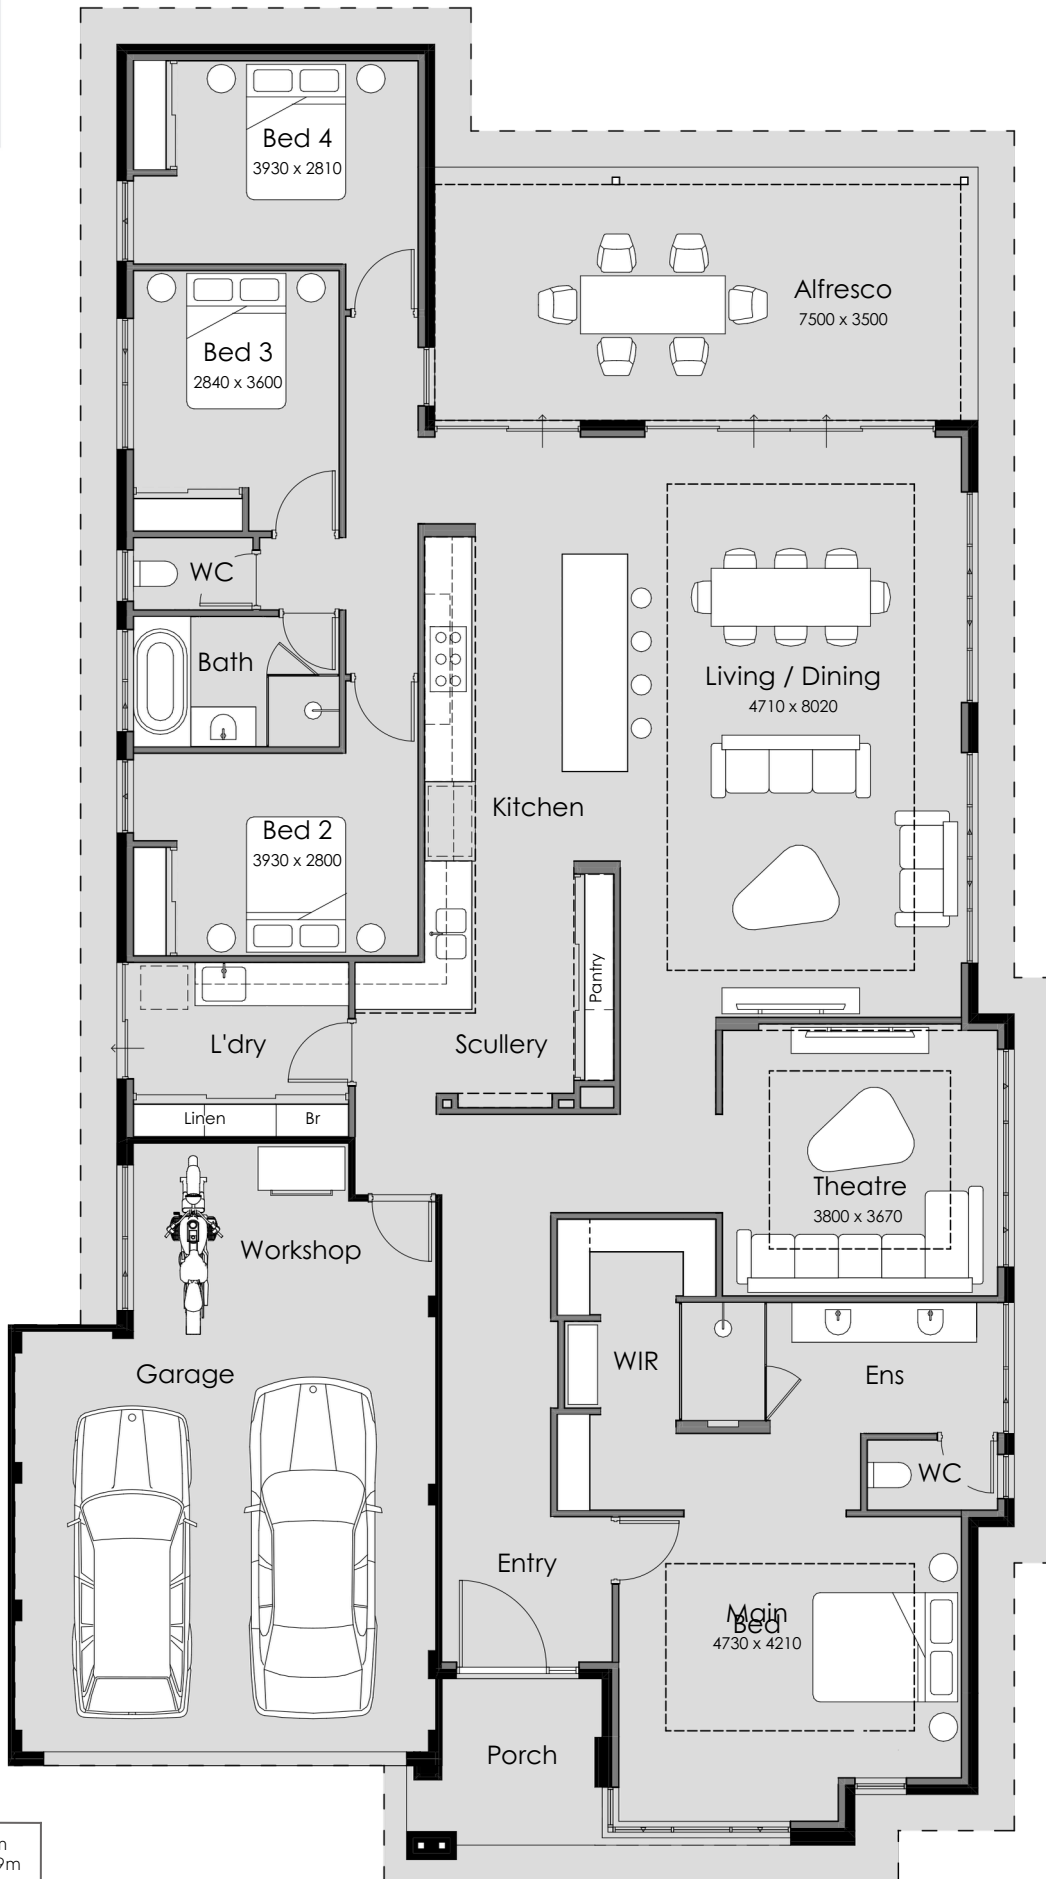 Bed 4
3930 x 2810
Alfresco
7500 x 3500
Bed 3
2840 x 3600
WC
Bath
Living / Dining
4710 x 8020
Kitchen
Bed 2
3930 x 2800
Pantry
L'dry
Scullery
Linen
Br
Theatre
3800 x 3670
Workshop
WIR
Garage
Ens
WC
Entry
Main
Bed
4730 x 4210
Porch
9m